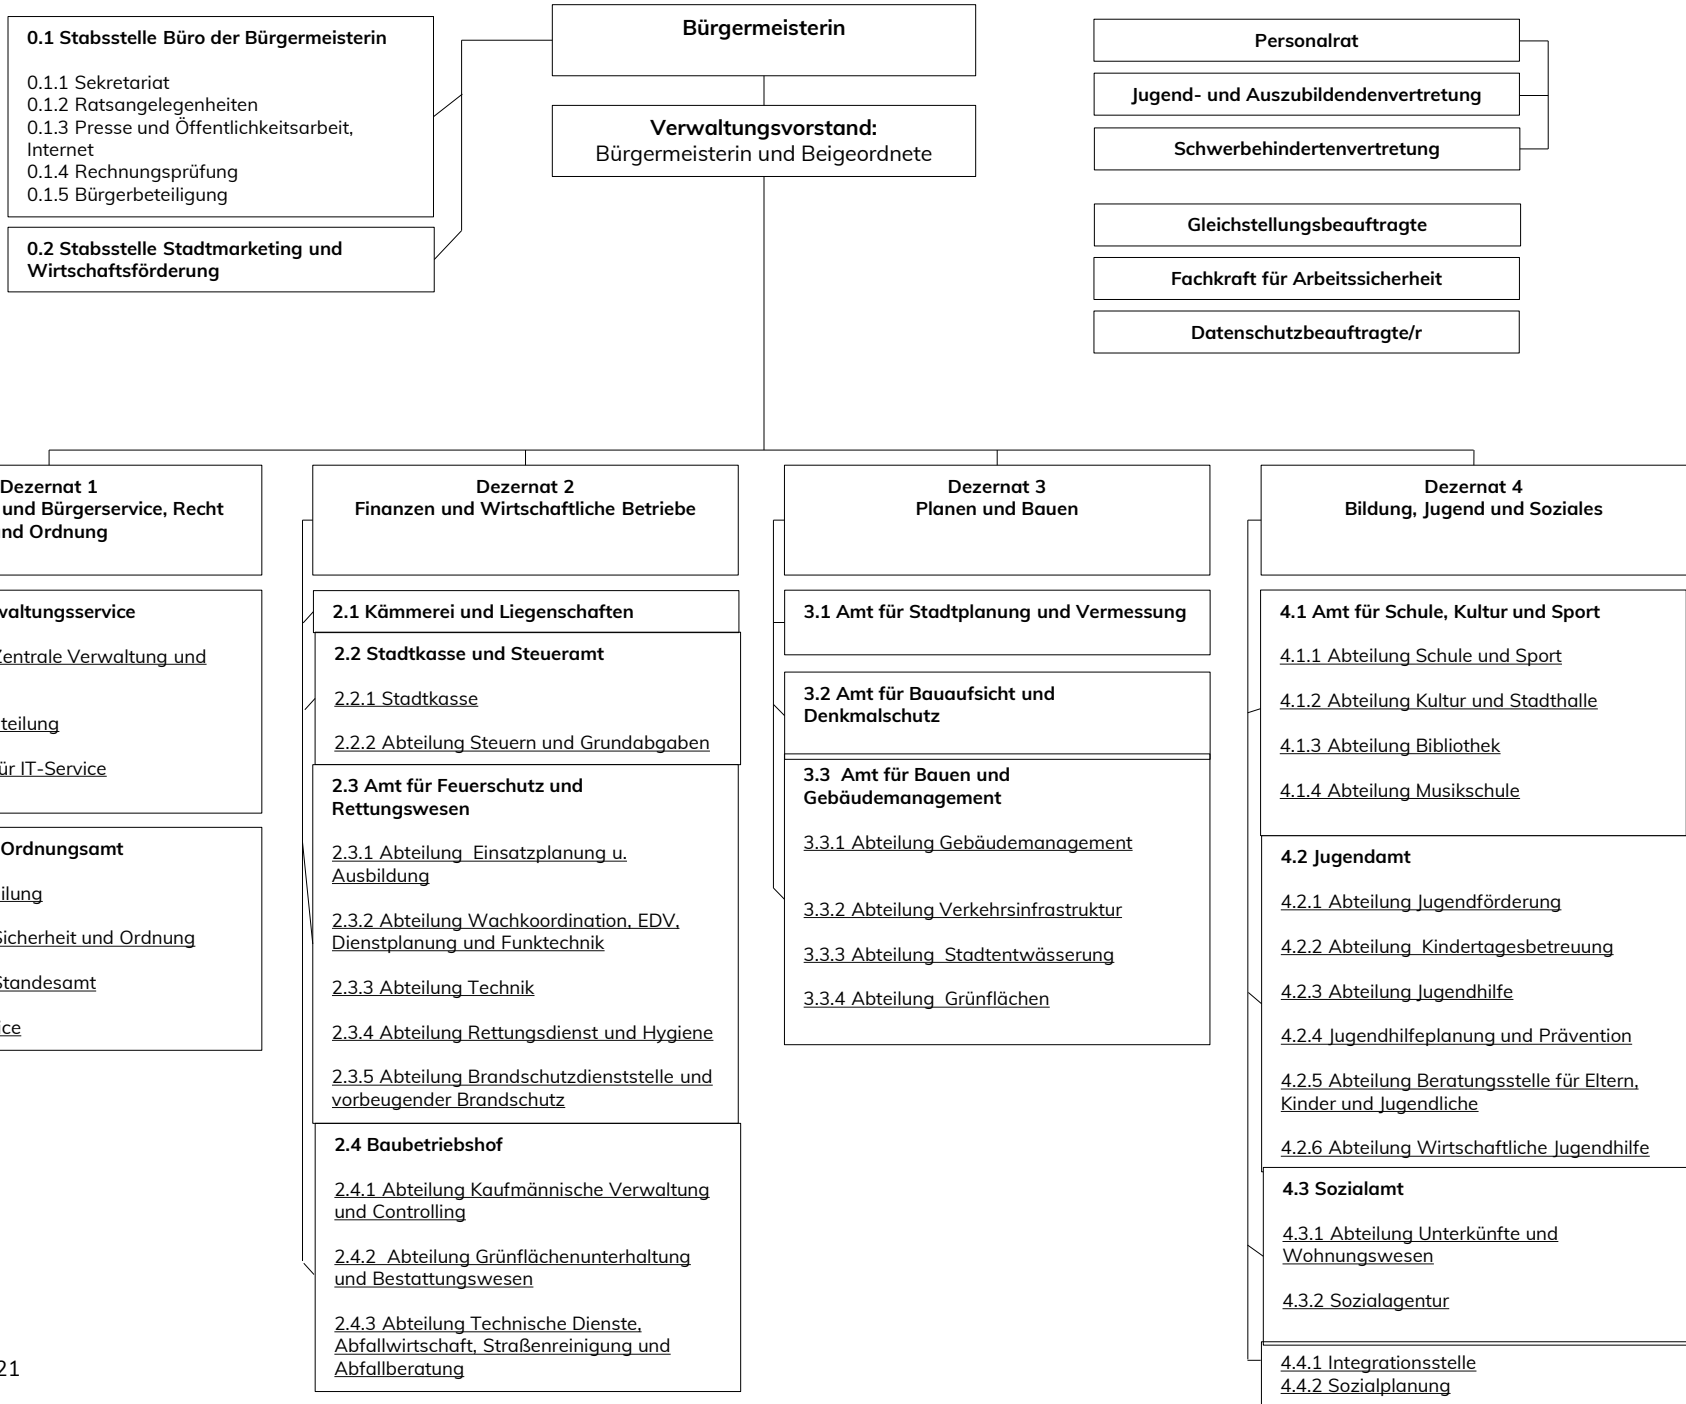 0.1 Stabsstelle Büro der Bürgermeisterin
0.1.1 Sekretariat
0.1.2 Ratsangelegenheiten
0.1.3 Presse und Öffentlichkeitsarbeit,
Internet
0.1.4 Rechnungsprüfung
0.1.5 Bürgerbeteiligung
0.2 Stabsstelle Stadtmarketing und
Wirtschaftsförderung
Bürgermeisterin
Verwaltungsvorstand:
Bürgermeisterin und Beigeordnete
Personalrat
Jugend- und Auszubildendenvertretung
Schwerbehindertenvertretung
Gleichstellungsbeauftragte
Fachkraft für Arbeitssicherheit
Datenschutzbeauftragte/r
Dezernat 1
und Bürgerservice, Recht
nd Ordnung
valtungsservice
Zentrale Verwaltung und
teilung
ür IT-Service
Ordnungsamt
ilung
Sicherheit und Ordnung
Standesamt
ice
Dezernat 2
Finanzen und Wirtschaftliche Betriebe
2.1 Kämmerei und Liegenschaften
2.2 Stadtkasse und Steueramt
2.2.1 Stadtkasse
2.2.2 Abteilung Steuern und Grundabgaben
2.3 Amt für Feuerschutz und
Rettungswesen
2.3.1 Abteilung  Einsatzplanung u.
Ausbildung
2.3.2 Abteilung Wachkoordination, EDV,
Dienstplanung und Funktechnik
2.3.3 Abteilung Technik
2.3.4 Abteilung Rettungsdienst und Hygiene
2.3.5 Abteilung Brandschutzdienststelle und
vorbeugender Brandschutz
2.4 Baubetriebshof
2.4.1 Abteilung Kaufmännische Verwaltung
und Controlling
2.4.2  Abteilung Grünflächenunterhaltung
und Bestattungswesen
2.4.3 Abteilung Technische Dienste,
Abfallwirtschaft, Straßenreinigung und
Abfallberatung
Dezernat 3
Planen und Bauen
3.1 Amt für Stadtplanung und Vermessung
3.2 Amt für Bauaufsicht und
Denkmalschutz
3.3  Amt für Bauen und
Gebäudemanagement
3.3.1 Abteilung Gebäudemanagement
3.3.2 Abteilung Verkehrsinfrastruktur
3.3.3 Abteilung  Stadtentwässerung
3.3.4 Abteilung  Grünflächen
Dezernat 4
Bildung, Jugend und Soziales
4.1 Amt für Schule, Kultur und Sport
4.1.1 Abteilung Schule und Sport
4.1.2 Abteilung Kultur und Stadthalle
4.1.3 Abteilung Bibliothek
4.1.4 Abteilung Musikschule
4.2 Jugendamt
4.2.1 Abteilung Jugendförderung
4.2.2 Abteilung  Kindertagesbetreuung
4.2.3 Abteilung Jugendhilfe
4.2.4 Jugendhilfeplanung und Prävention
4.2.5 Abteilung Beratungsstelle für Eltern,
Kinder und Jugendliche
4.2.6 Abteilung Wirtschaftliche Jugendhilfe
4.3 Sozialamt
4.3.1 Abteilung Unterkünfte und
Wohnungswesen
4.3.2 Sozialagentur
4.4.1 Integrationsstelle
4.4.2 Sozialplanung
21